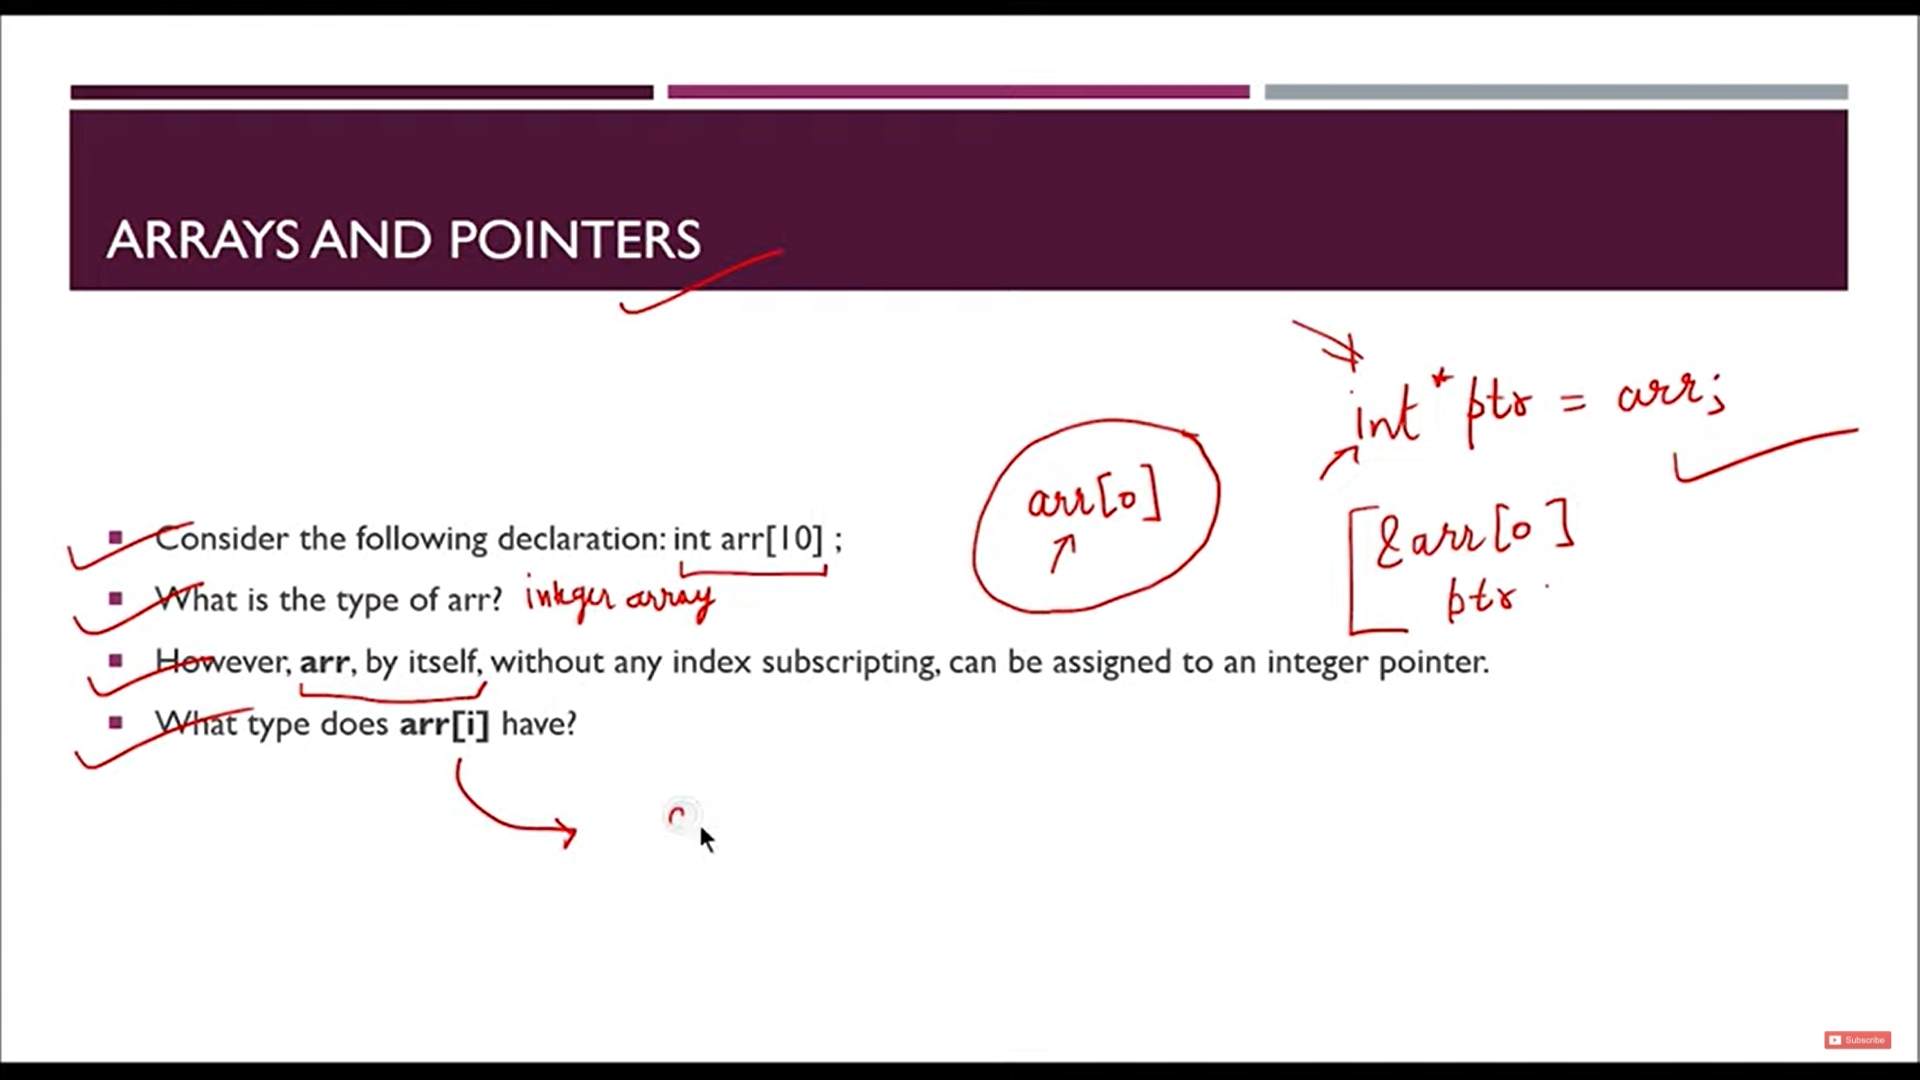 ARRAYS AND POINTERS
int * ptr = arr;
arr[0]
&arr[0]
ptr
Consider the following declaration: int arr[10] ;
What is the type of arr? integer array
However, arr, by itself, without any index subscripting, can be assigned to an integer pointer.
What type does arr[i] have?
Subscribe